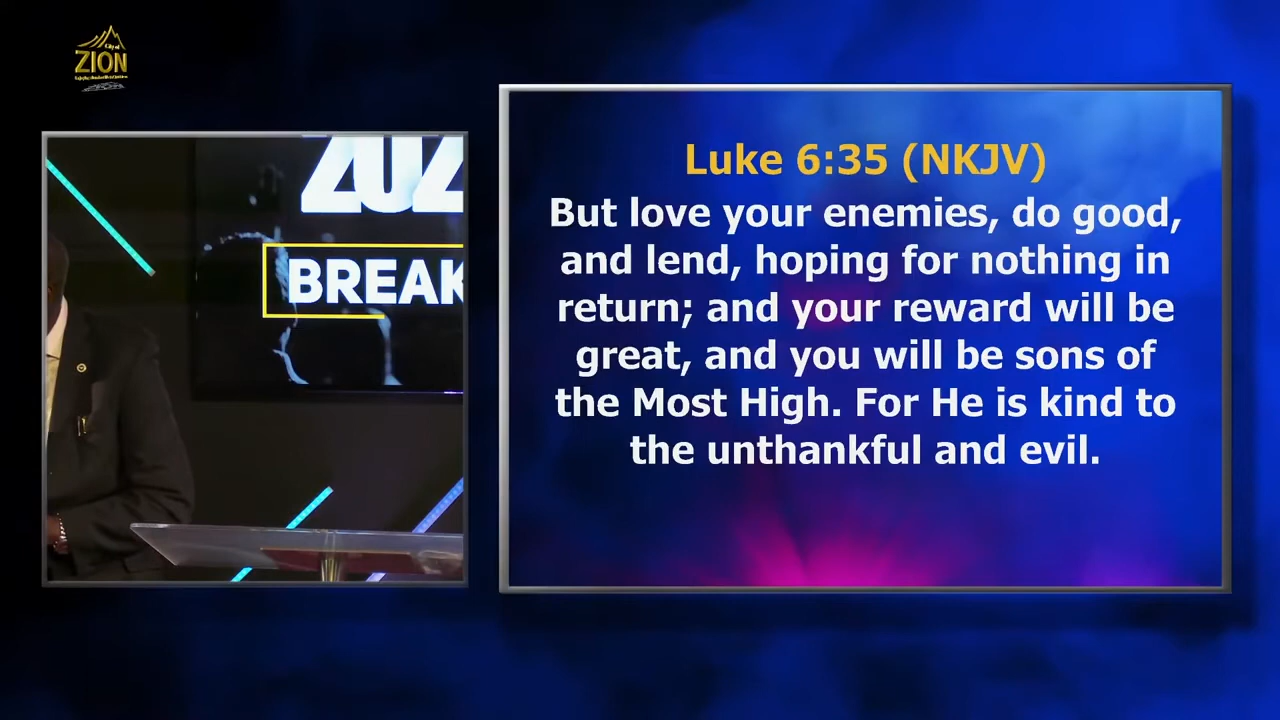 City of
ZION
BREAK
Luke 6:35 (NKJV)
But love your enemies, do good,
and lend, hoping for nothing in
return; and your reward will be
great, and you will be sons of
the Most High. For He is kind to
the unthankful and evil.